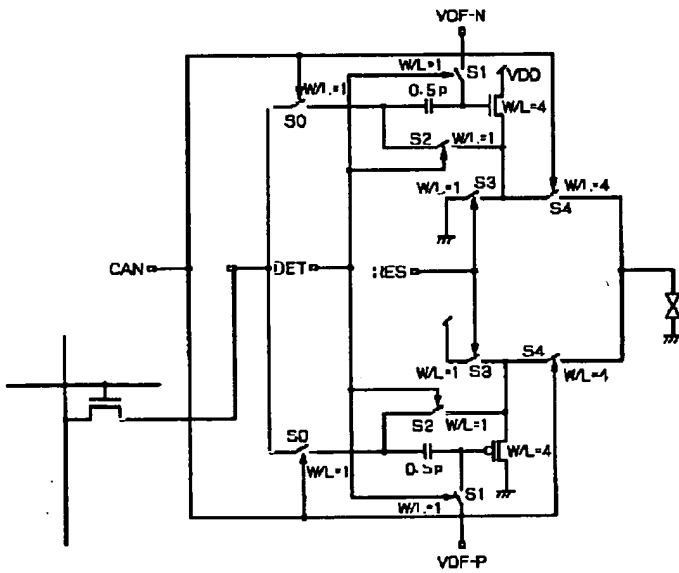 VOF-N
W/L=1
S1
VDD
W/L=1
0.5p
W/L=4
S0
S2
W/L=1
W/L=1
S3
W/L=4
S4
CAN
DET
RES
S4
W/L=1
S3
W/L=4
S0
S2
W/L=1
W/L=4
W/L=1
0.5p
S1
W/L=1
VOF-P